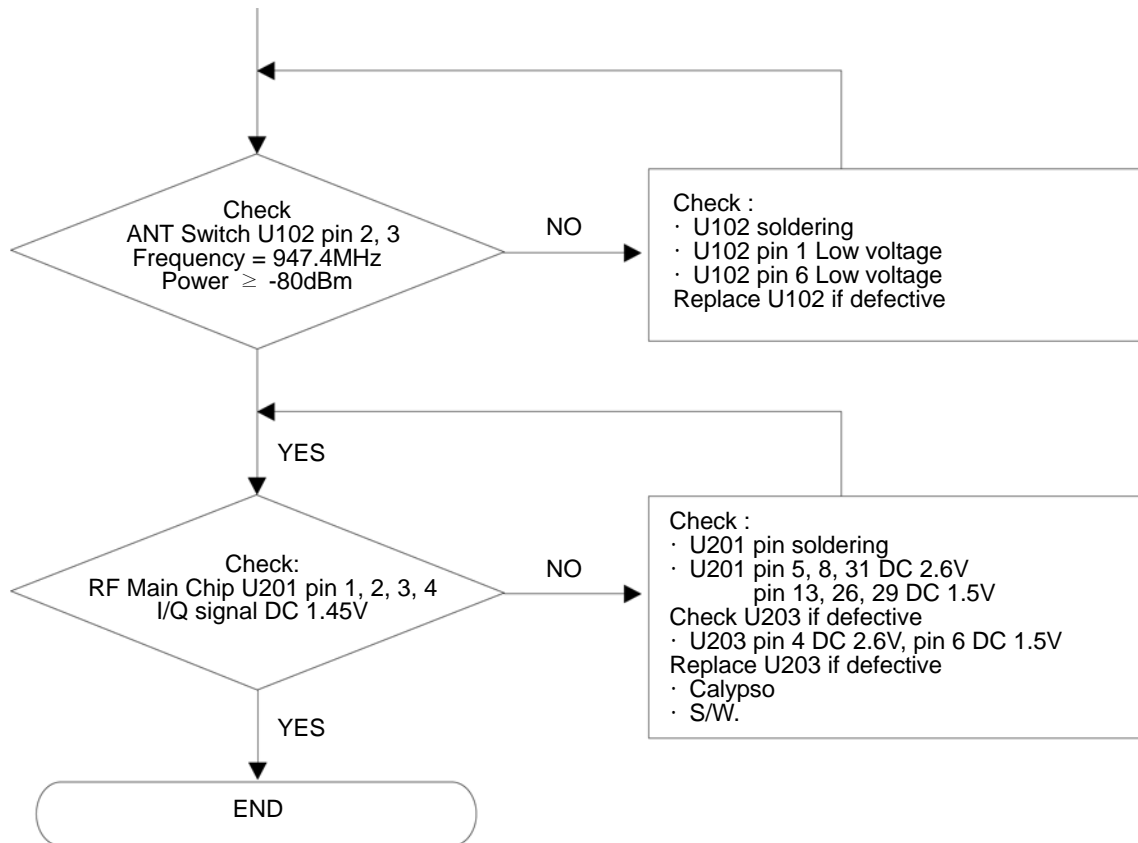 Check
ANT Switch U102 pin 2, 3
Frequency = 947.4MHz
Power ≥ -80dBm
NO
Check :
· U102 soldering
· U102 pin 1 Low voltage
· U102 pin 6 Low voltage
Replace U102 if defective
YES
Check:
RF Main Chip U201 pin 1, 2, 3, 4
I/Q signal DC 1.45V
NO
Check :
· U201 pin soldering
· U201 pin 5, 8, 31 DC 2.6V
pin 13, 26, 29 DC 1.5V
Check U203 if defective
· U203 pin 4 DC 2.6V, pin 6 DC 1.5V
Replace U203 if defective
· Calypso
· S/W.
YES
END